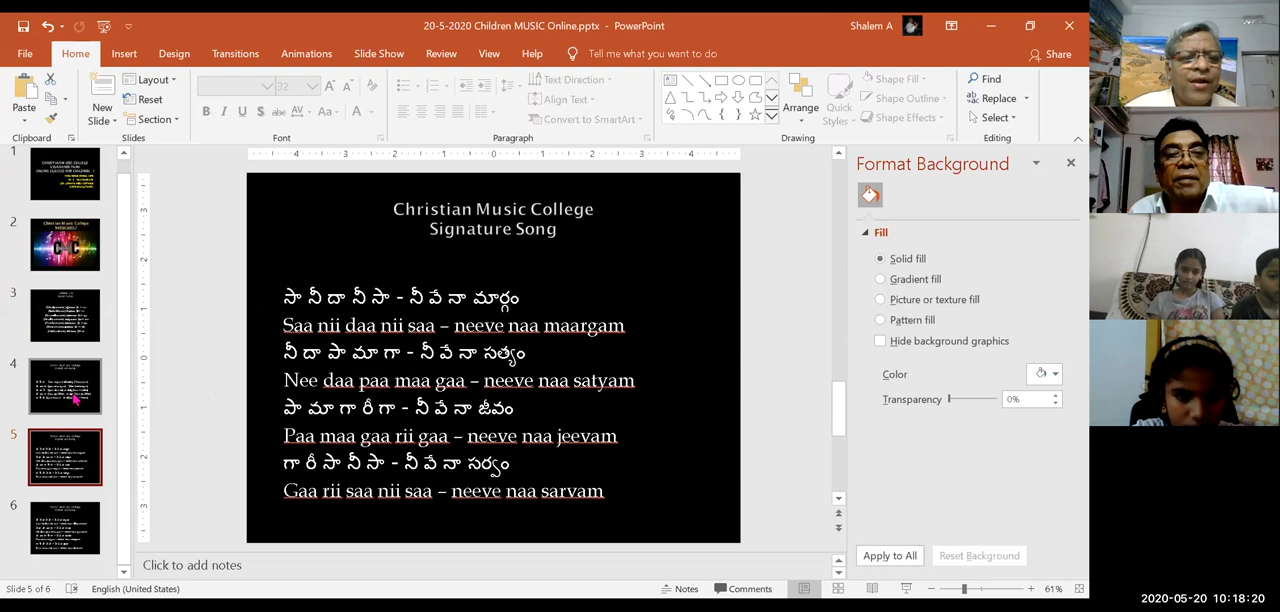 20-5-2020 Children MUSIC Online.pptx - PowerPoint
Shalem A
File Home Insert Design Transitions Animations Slide Show Review View Help Tell me what you want to do Share
Paste
New Slide
Layout
Reset
Section
32
Text Direction
Align Text
Convert to SmartArt
Arrange
Quick Styles
Shape Fill
Shape Outline
Shape Effects
Find
Replace
Select
Clipboard Slides Font Paragraph Drawing Editing
1
2
3
4
5
6
Christian Music College
Signature Song
సా నీ దా నీ సా - నీ వే నా మార్గం
Saa nii daa nii saa – neeve naa maargam
నీ దా పా మా గా - నీ వే నా సత్యం
Nee daa paa maa gaa – neeve naa satyam
పా మా గా రీ గా - నీ వే నా జీవం
Paa maa gaa rii gaa – neeve naa jeevam
గా రీ సా నీ సా - నీ వే నా సర్వం
Gaa rii saa nii saa – neeve naa sarvam
Format Background
Fill
Solid fill
Gradient fill
Picture or texture fill
Pattern fill
Hide background graphics
Color
Transparency 0%
Apply to All Reset Background
Click to add notes
Slide 5 of 6 English (United States) Notes Comments 61%
2020-05-20 10:18:20